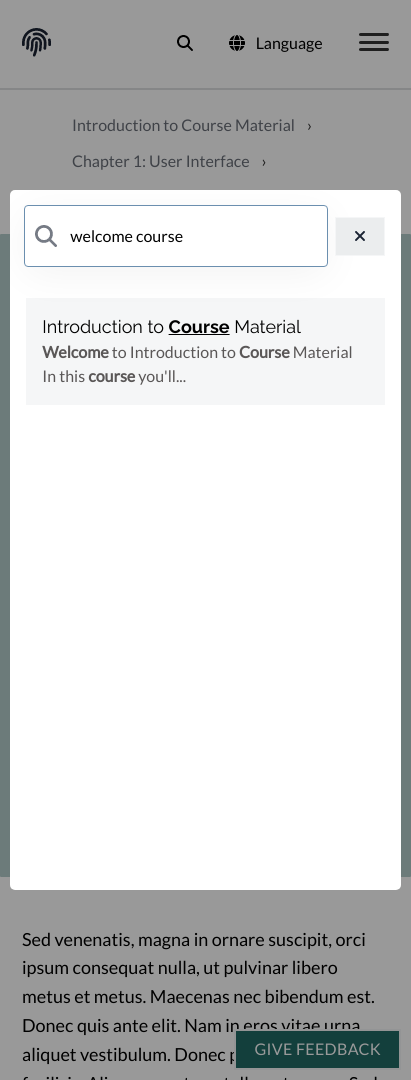 Language
Introduction to Course Material ›
Chapter 1: User Interface ›
welcome course
Introduction to Course Material
Welcome to Introduction to Course Material
In this course you'll...
Sed venenatis, magna in ornare suscipit, orci
ipsum consequat nulla, ut pulvinar libero
metus et metus. Maecenas nec bibendum est.
Donec quis ante elit. Nam in eros vitae urna
aliquet vestibulum. Donec
GIVE FEEDBACK